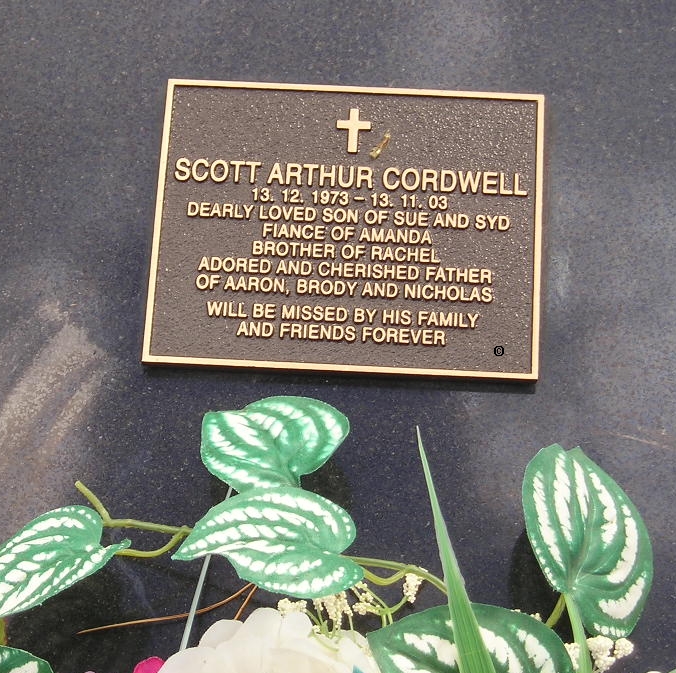 SCOTT ARTHUR CORDWELL
13. 12. 1973 – 13. 11. 03
DEARLY LOVED SON OF SUE AND SYD
FIANCE OF AMANDA
BROTHER OF RACHEL
ADORED AND CHERISHED FATHER
OF AARON, BRODY AND NICHOLAS
WILL BE MISSED BY HIS FAMILY
AND FRIENDS FOREVER